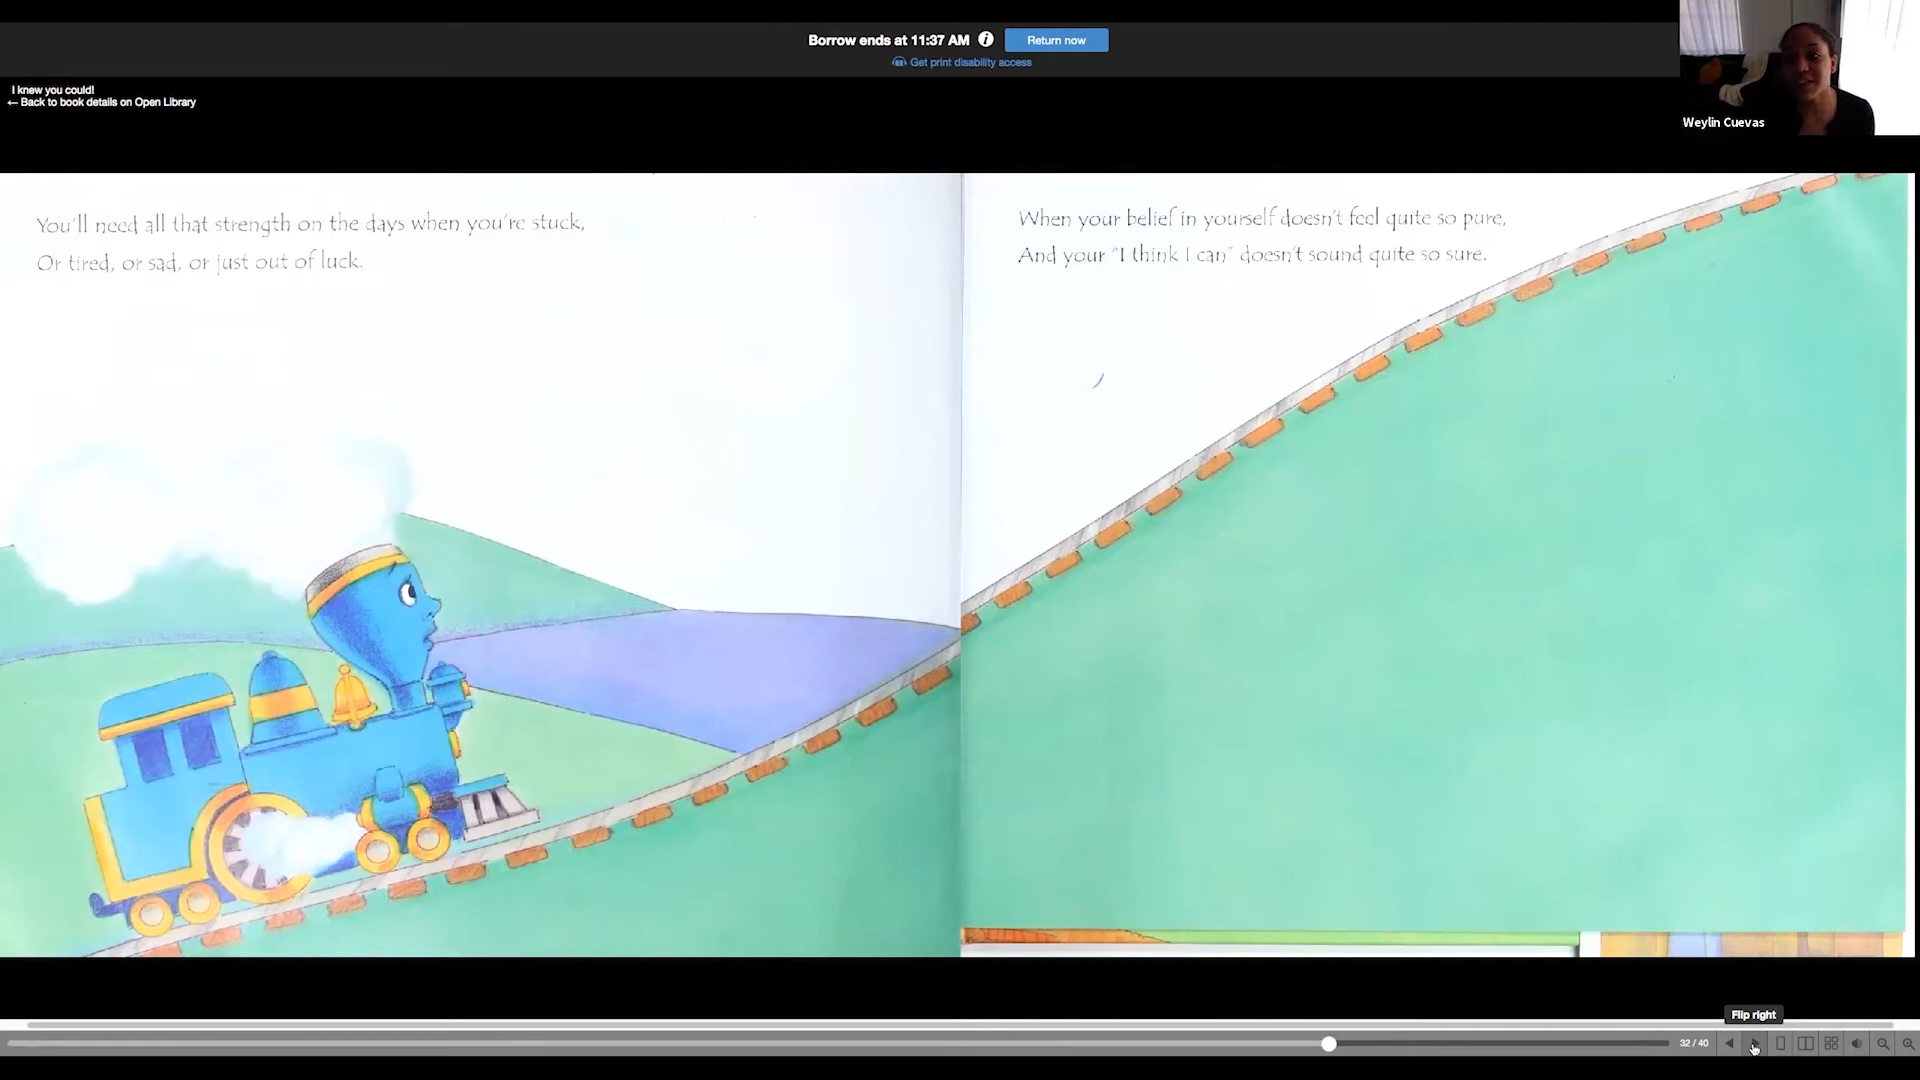 Borrow ends at 11:37 AM
Return now
Get print disability access
I knew you could!
← Back to book details on Open Library
Weylin Cuevas
You'll need all that strength on the days when you're stuck,
Or tired, or sad, or just out of luck.
When your belief in yourself doesn't feel quite so pure,
And your "I think I can" doesn't sound quite so sure.
Flip right
32 / 40